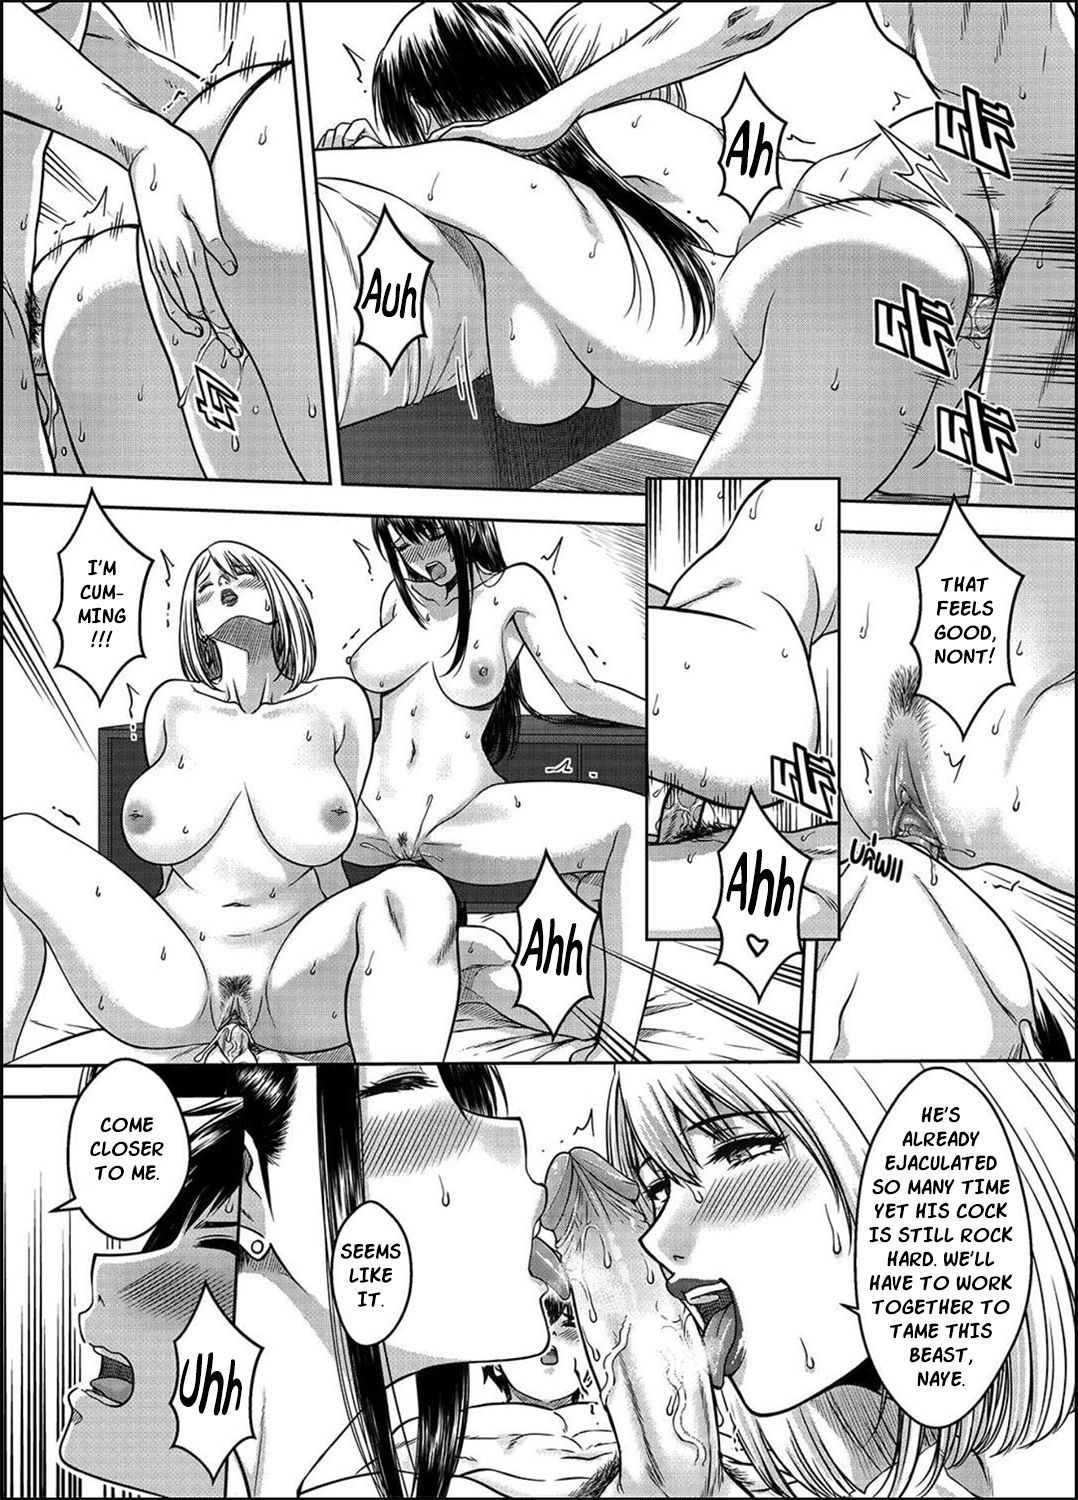 Ah
Auh
THAT
FEELS
GOOD,
NONT!
I'M
CUM-
MING
!!!
Ahh
Ahh
COME
CLOSER
TO ME.
SEEMS
LIKE
IT.
HE'S
ALREADY
EJACULATED
SO MANY TIME
YET HIS COCK
IS STILL ROCK
HARD. WE'LL
HAVE TO WORK
TOGETHER TO
TAME THIS
BEAST,
NAYE.
Uhh